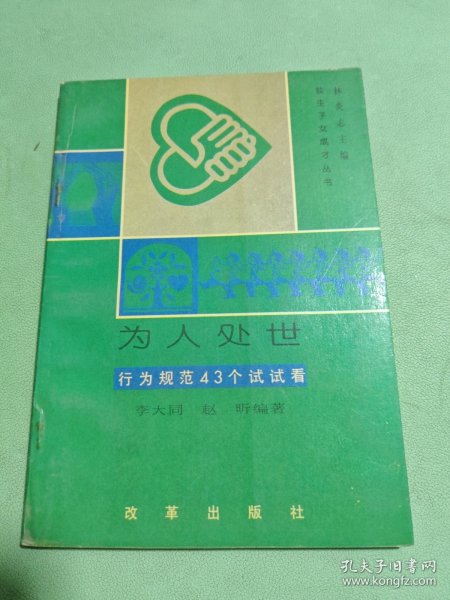 林炎志主编
独生子女成才丛书
为人处世
行为规范43个试试看
李大同 赵 昕编著
改革出版社
孔夫子旧书网
www.kongfz.com